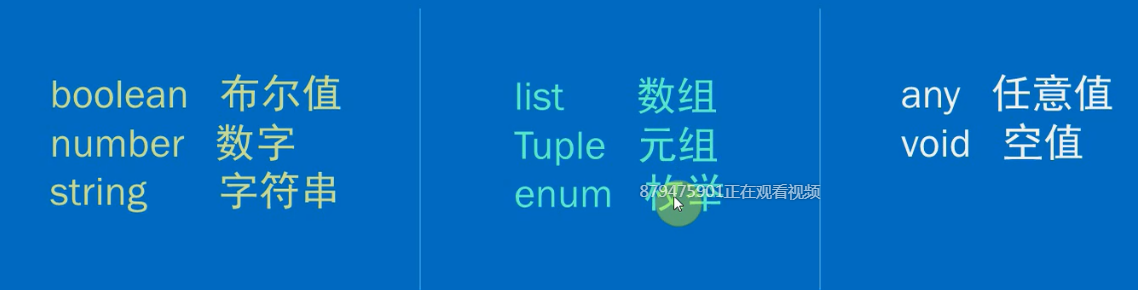 boolean 布尔值
number 数字
string 字符串
list 数组
Tuple 元组
enum 枚举
879475901正在观看视频
any 任意值
void 空值